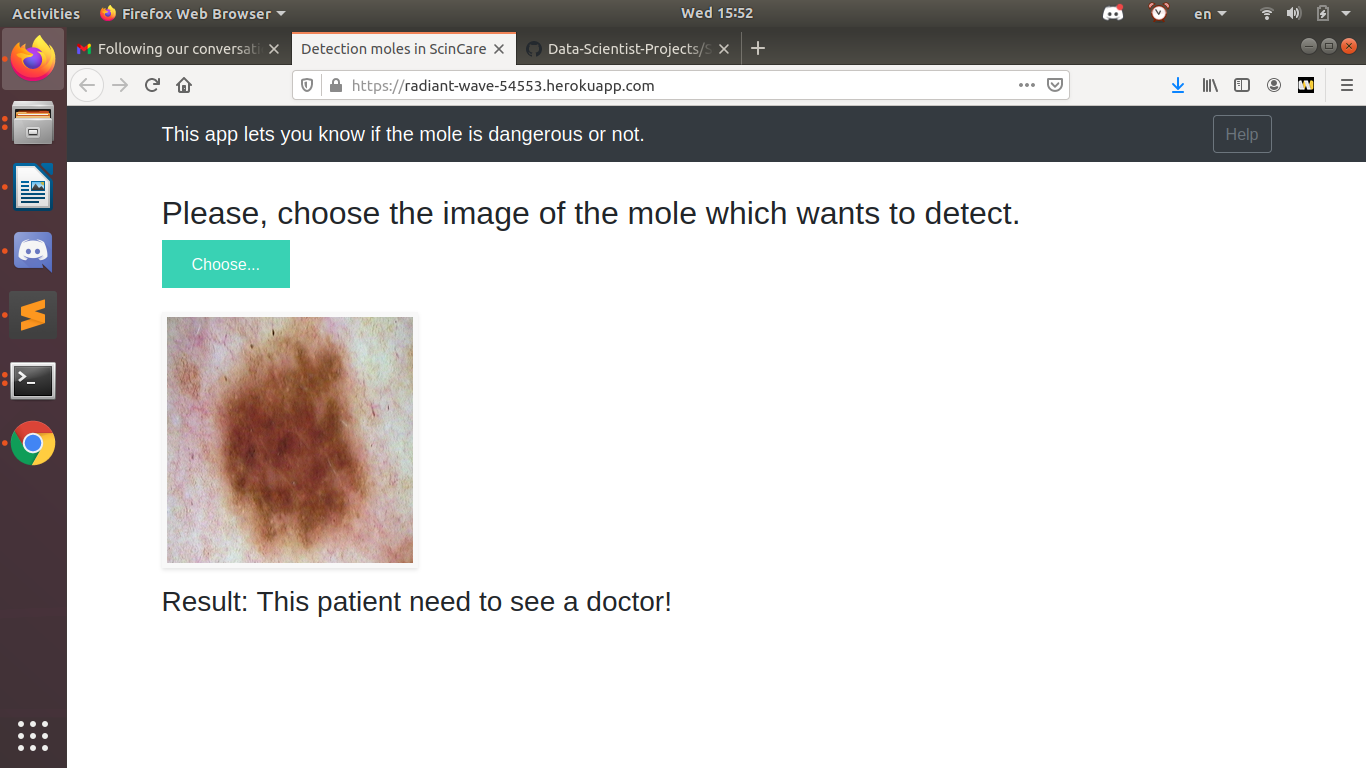 Activities Firefox Web Browser Wed 15:52 en
Following our conversati Detection moles in ScinCare Data-Scientist-Projects/S
https://radiant-wave-54553.herokuapp.com
This app lets you know if the mole is dangerous or not. Help
Please, choose the image of the mole which wants to detect.
Choose...
Result: This patient need to see a doctor!